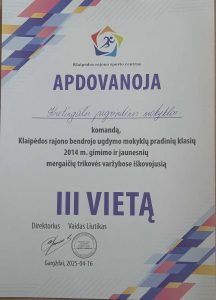 Klaipėdos rajono sporto centras
APDOVANOJA
pagrindinės mokyklos
komandą,
Klaipėdos rajono bendrojo ugdymo mokyklų pradinių klasių
2014 m. gimimo ir jaunesnių
mergaičių trikovės varžybose iškovojusią
III VIETĄ
Direktorius Vaidas Liutikas
Gargždai, 2025-04-16